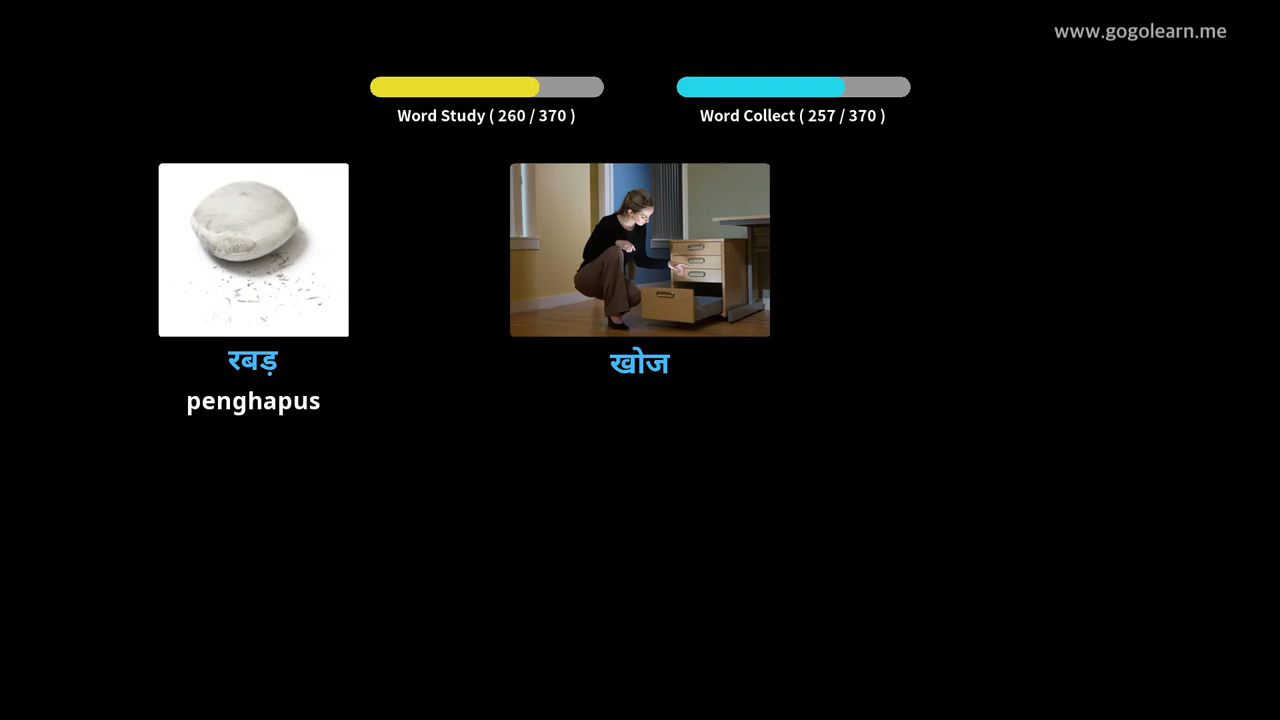 www.gogolearn.me
Word Study ( 260 / 370 )
Word Collect ( 257 / 370 )
रबड़
penghapus
खोज